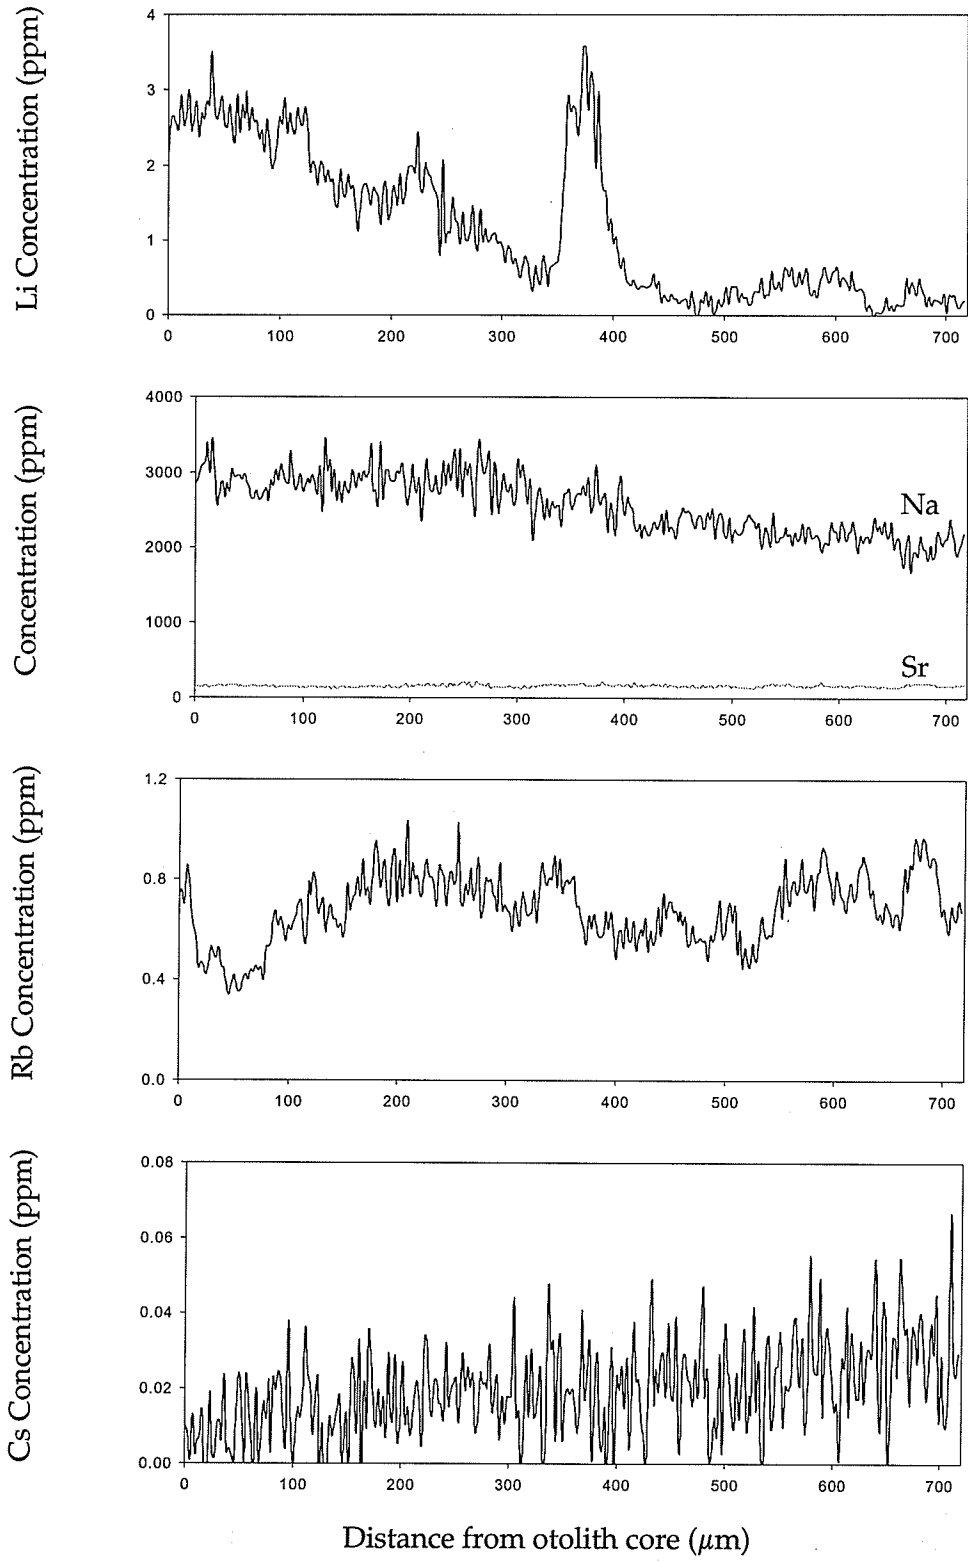 Li Concentration (ppm)
4
3
2
1
0
0 100 200 300 400 500 600 700
Concentration (ppm)
4000
3000
2000
1000
0
Na
Sr
0 100 200 300 400 500 600 700
Rb Concentration (ppm)
1.2
0.8
0.4
0.0
0 100 200 300 400 500 600 700
Cs Concentration (ppm)
0.08
0.06
0.04
0.02
0.00
0 100 200 300 400 500 600 700
Distance from otolith core (μm)